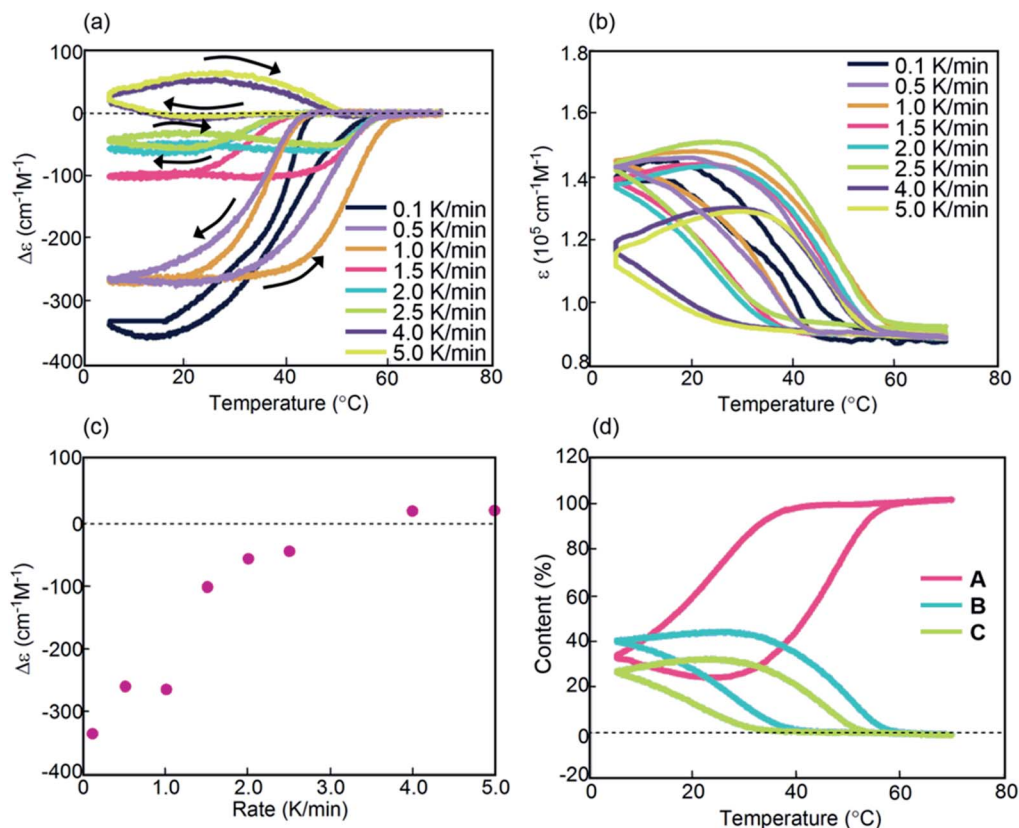 (a)
100
0
-100
-200
-300
-400
Δε (cm⁻¹M⁻¹)
0
20
40
60
80
Temperature (°C)
0.1 K/min
0.5 K/min
1.0 K/min
1.5 K/min
2.0 K/min
2.5 K/min
4.0 K/min
5.0 K/min
(b)
1.8
1.6
1.4
1.2
1.0
0.8
ε (10⁵ cm⁻¹M⁻¹)
0
20
40
60
80
Temperature (°C)
0.1 K/min
0.5 K/min
1.0 K/min
1.5 K/min
2.0 K/min
2.5 K/min
4.0 K/min
5.0 K/min
(c)
100
0
-100
-200
-300
-400
Δε (cm⁻¹M⁻¹)
0
1.0
2.0
3.0
4.0
5.0
Rate (K/min)
(d)
120
100
80
60
40
20
0
-20
Content (%)
0
20
40
60
80
Temperature (°C)
A
B
C